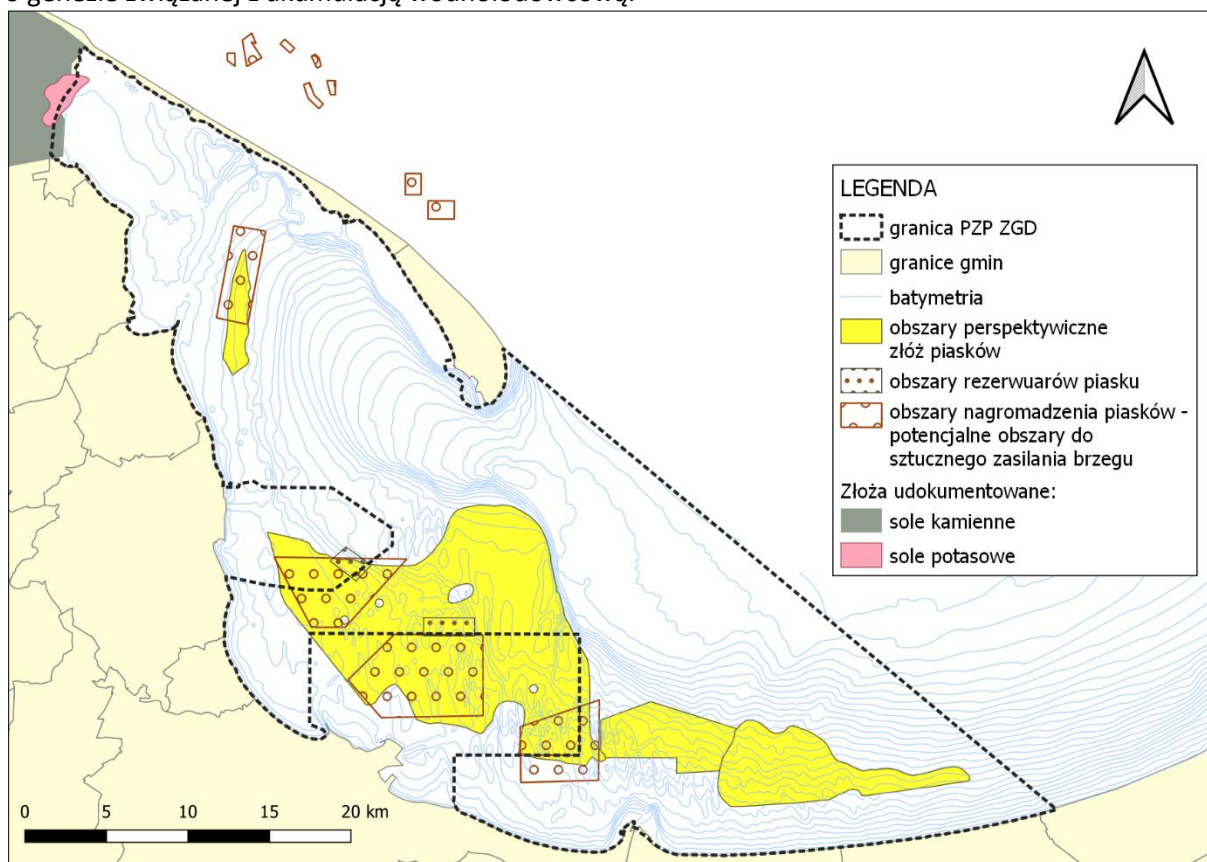 o genezie związanej z akumulacją wodnolodowcową.
LEGENDA
granica PZP ZGD
granice gmin
batymetria
obszary perspektywiczne
złóż piasków
obszary rezerwuarów piasku
obszary nagromadzenia piasków -
potencjalne obszary do
sztucznego zasilania brzegu
Złoża udokumentowane:
sole kamienne
sole potasowe
0 5 10 15 20 km